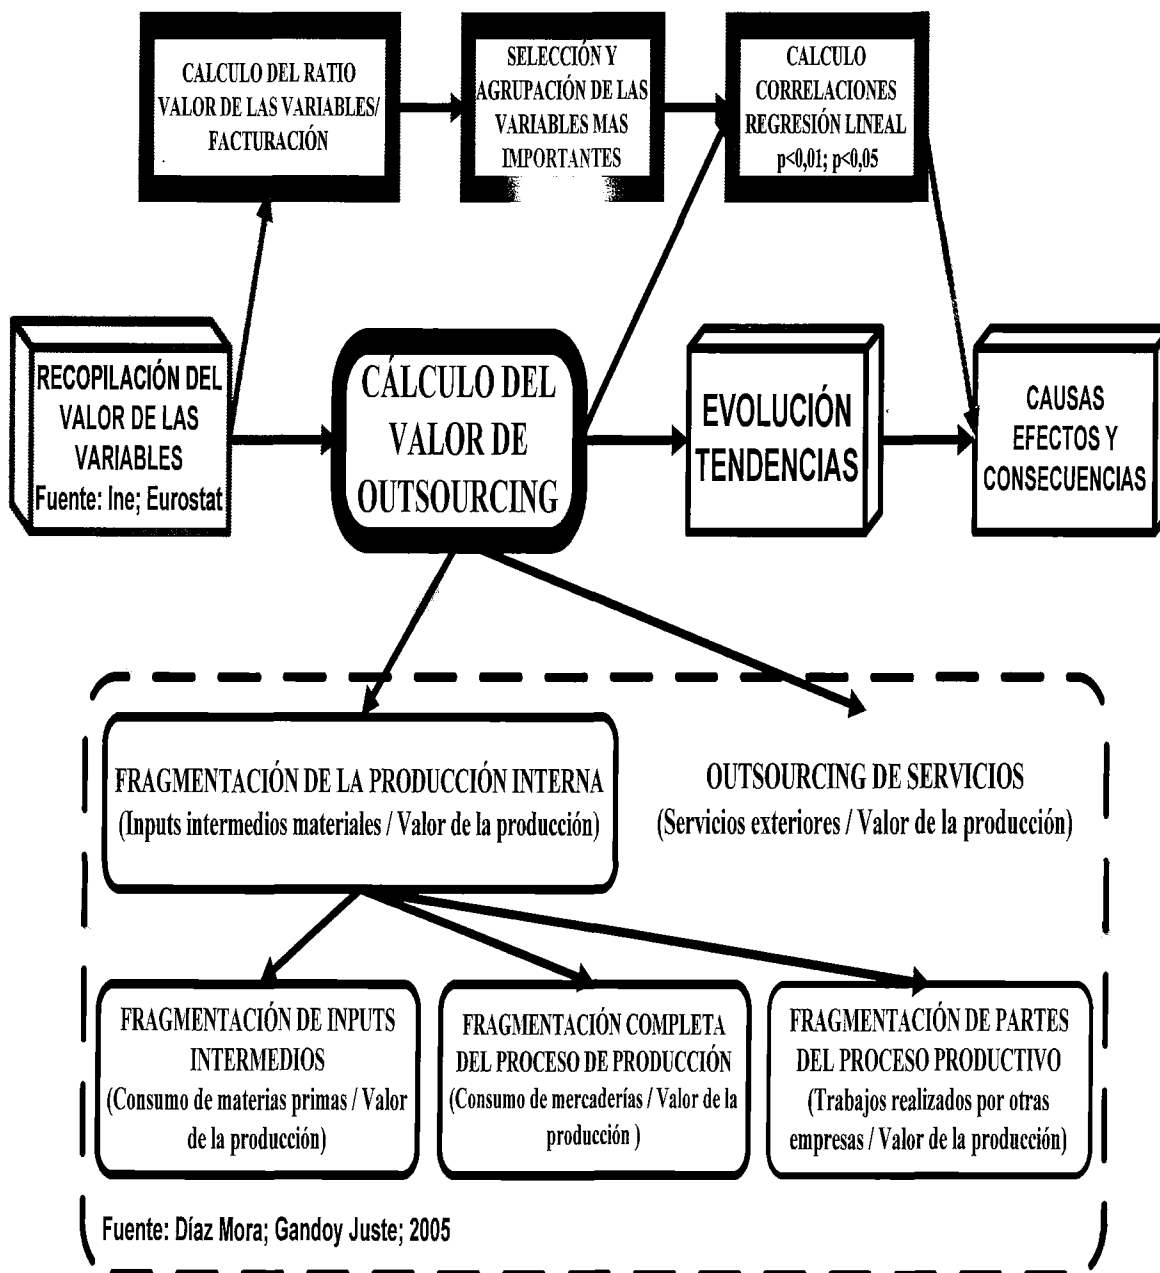 CALCULO DEL RATIO
VALOR DE LAS VARIABLES/
FACTURACIÓN
SELECCIÓN Y
AGRUPACIÓN DE LAS
VARIABLES MAS
IMPORTANTES
CALCULO
CORRELACIONES
REGRESIÓN LINEAL
p<0,01; p<0,05
RECOPILACIÓN DEL
VALOR DE LAS
VARIABLES
Fuente: Ine; Eurostat
CÁLCULO DEL
VALOR DE
OUTSOURCING
EVOLUCIÓN
TENDENCIAS
CAUSAS
EFECTOS Y
CONSECUENCIAS
FRAGMENTACIÓN DE LA PRODUCCIÓN INTERNA
(Inputs intermedios materiales / Valor de la producción)
OUTSOURCING DE SERVICIOS
(Servicios exteriores / Valor de la producción)
FRAGMENTACIÓN DE INPUTS
INTERMEDIOS
(Consumo de materias primas / Valor
de la producción)
FRAGMENTACIÓN COMPLETA
DEL PROCESO DE PRODUCCIÓN
(Consumo de mercaderías / Valor de la
producción )
FRAGMENTACIÓN DE PARTES
DEL PROCESO PRODUCTIVO
(Trabajos realizados por otras
empresas / Valor de la producción)
Fuente: Díaz Mora; Gandoy Juste; 2005